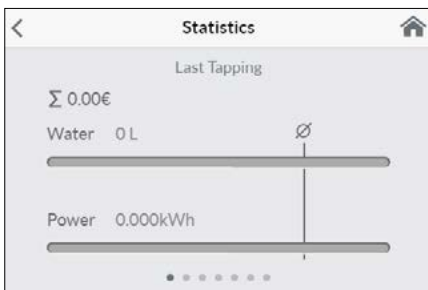 Statistics
Last Tapping
Σ 0.00€
Water 0 L Ø
Power 0.000kWh